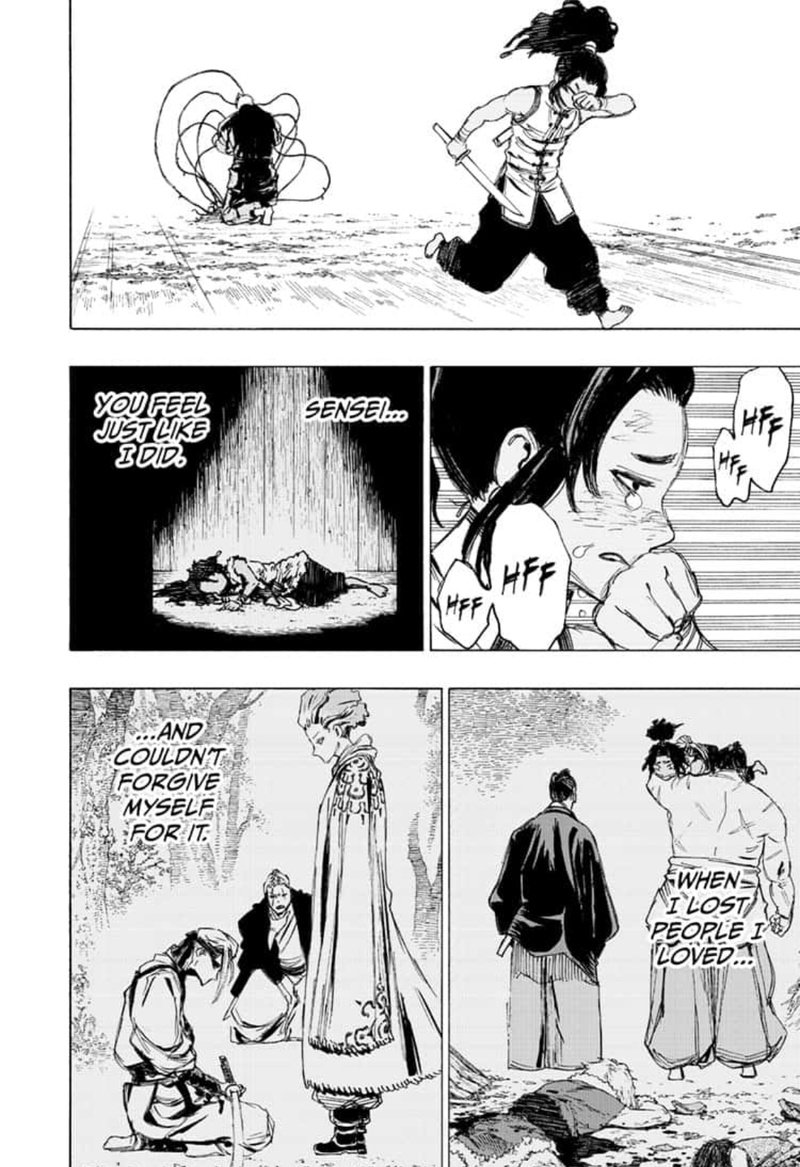 HFF
HFF
HFF
HFF
SENSEI...
YOU FEEL
JUST LIKE
I DID.
WHEN
I LOST
PEOPLE I
LOVED...
...AND
COULDN'T
FORGIVE
MYSELF
FOR IT.